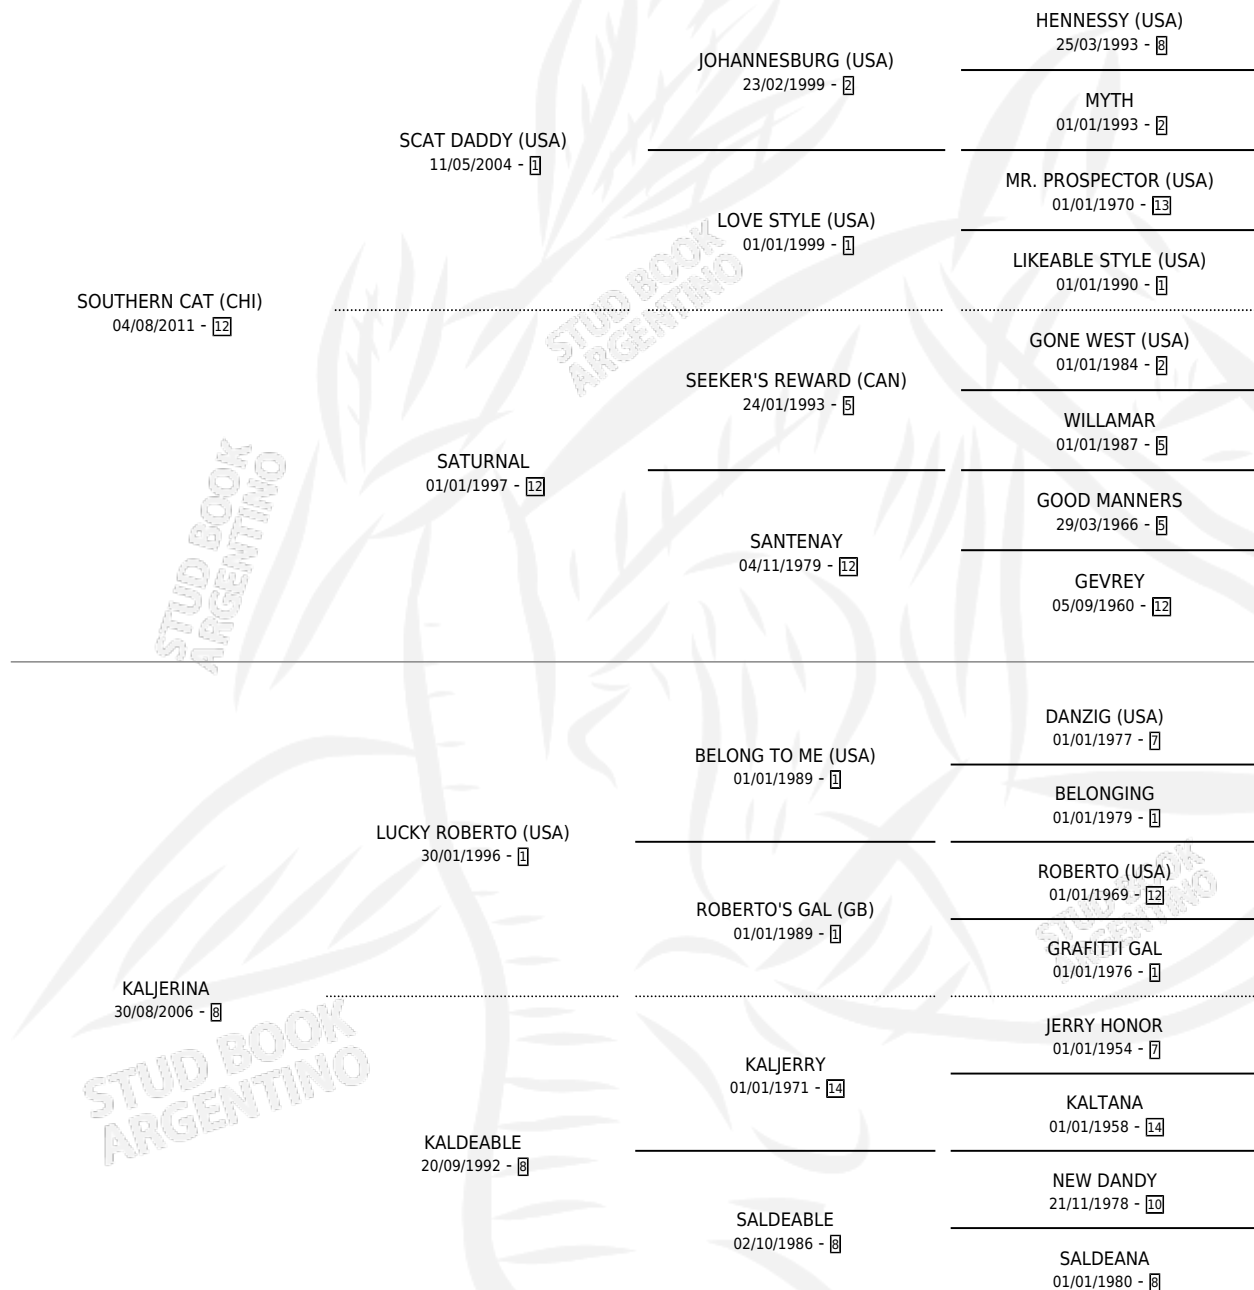 HENNESSY (USA)
25/03/1993 - 8
JOHANNESBURG (USA)
23/02/1999 - 2
MYTH
01/01/1993 - 2
SCAT DADDY (USA)
11/05/2004 - 1
MR. PROSPECTOR (USA)
01/01/1970 - 13
LOVE STYLE (USA)
01/01/1999 - 1
LIKEABLE STYLE (USA)
01/01/1990 - 1
SOUTHERN CAT (CHI)
04/08/2011 - 12
GONE WEST (USA)
01/01/1984 - 2
SEEKER'S REWARD (CAN)
24/01/1993 - 5
WILLAMAR
01/01/1987 - 5
SATURNAL
01/01/1997 - 12
GOOD MANNERS
29/03/1966 - 5
SANTENAY
04/11/1979 - 12
GEVREY
05/09/1960 - 12
DANZIG (USA)
01/01/1977 - 7
BELONG TO ME (USA)
01/01/1989 - 1
BELONGING
01/01/1979 - 1
LUCKY ROBERTO (USA)
30/01/1996 - 1
ROBERTO (USA)
01/01/1969 - 12
ROBERTO'S GAL (GB)
01/01/1989 - 1
GRAFITTI GAL
01/01/1976 - 1
KALJERINA
30/08/2006 - 8
JERRY HONOR
01/01/1954 - 7
KALJERRY
01/01/1971 - 14
KALTANA
01/01/1958 - 14
KALDEABLE
20/09/1992 - 8
NEW DANDY
21/11/1978 - 10
SALDEABLE
02/10/1986 - 8
SALDEANA
01/01/1980 - 8
STUD BOOK
ARGENTINO
STUD BOOK
ARGENTINO
STUD BOOK
ARGENTINO
STUD BOOK
ARGENTINO